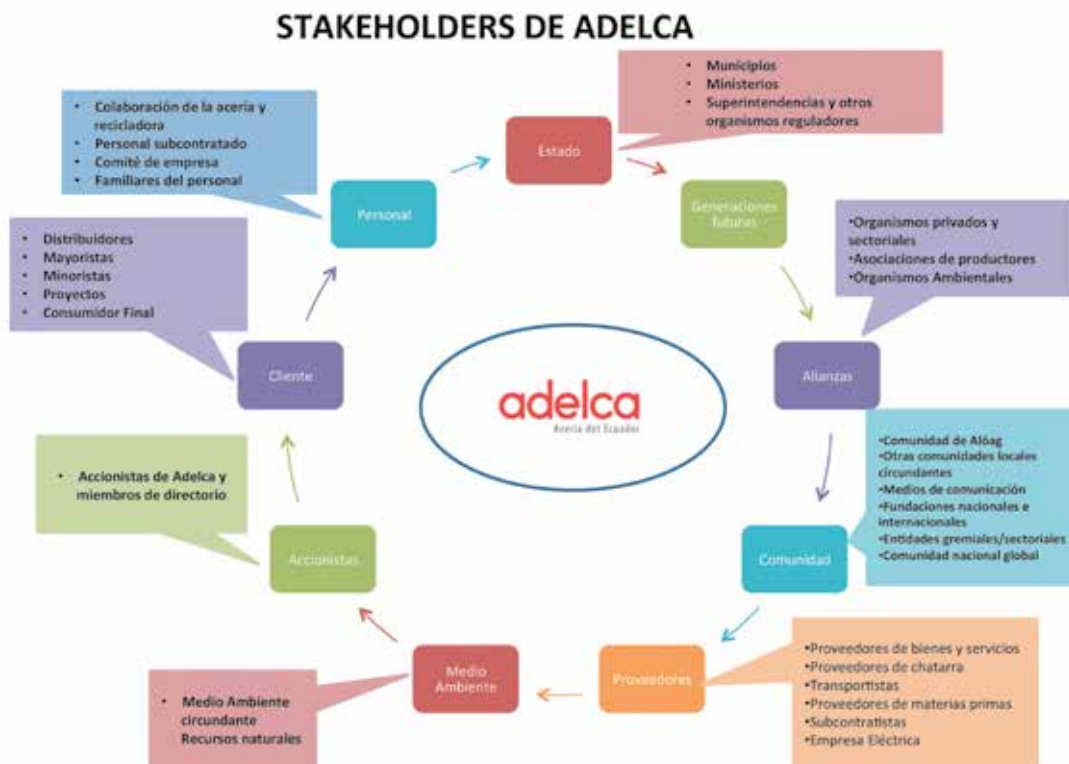 STAKEHOLDERS DE ADELCA
• Municipios
• Ministerios
• Superintendencias y otros
organismos reguladores
Estado
Generaciones
futuras
•Organismos privados y
sectoriales
•Asociaciones de productores
•Organismos Ambientales
Alianzas
•Comunidad de Alóag
•Otras comunidades locales
circundantes
•Medios de comunicación
•Fundaciones nacionales e
internacionales
•Entidades gremiales/sectoriales
•Comunidad nacional global
Comunidad
•Proveedores de bienes y servicios
•Proveedores de chatarra
•Transportistas
•Proveedores de materias primas
•Subcontratistas
•Empresa Eléctrica
Proveedores
Medio
Ambiente
• Medio Ambiente
circundante
Recursos naturales
Accionistas
• Accionistas de Adelca y
miembros de directorio
Cliente
• Distribuidores
• Mayoristas
• Minoristas
• Proyectos
• Consumidor Final
Personal
• Colaboración de la acería y
recicladora
• Personal subcontratado
• Comité de empresa
• Familiares del personal
adelca
Acería del Ecuador